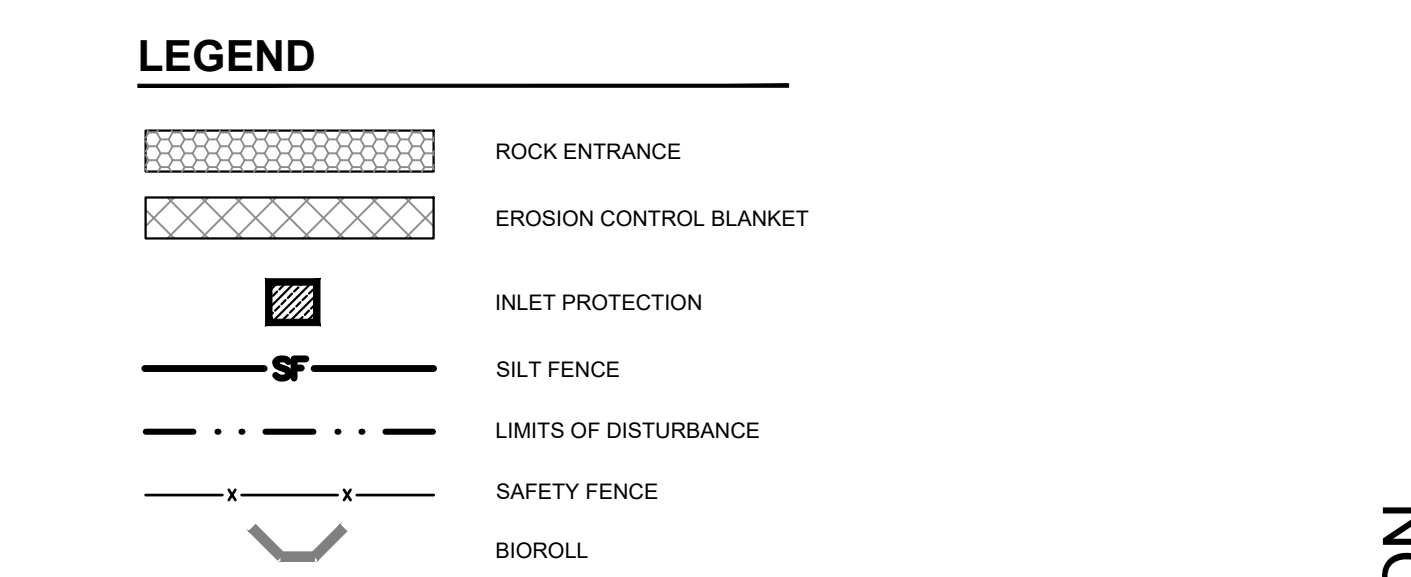 LEGEND
ROCK ENTRANCE
EROSION CONTROL BLANKET
INLET PROTECTION
SF
SILT FENCE
LIMITS OF DISTURBANCE
x x
SAFETY FENCE
BIOROLL